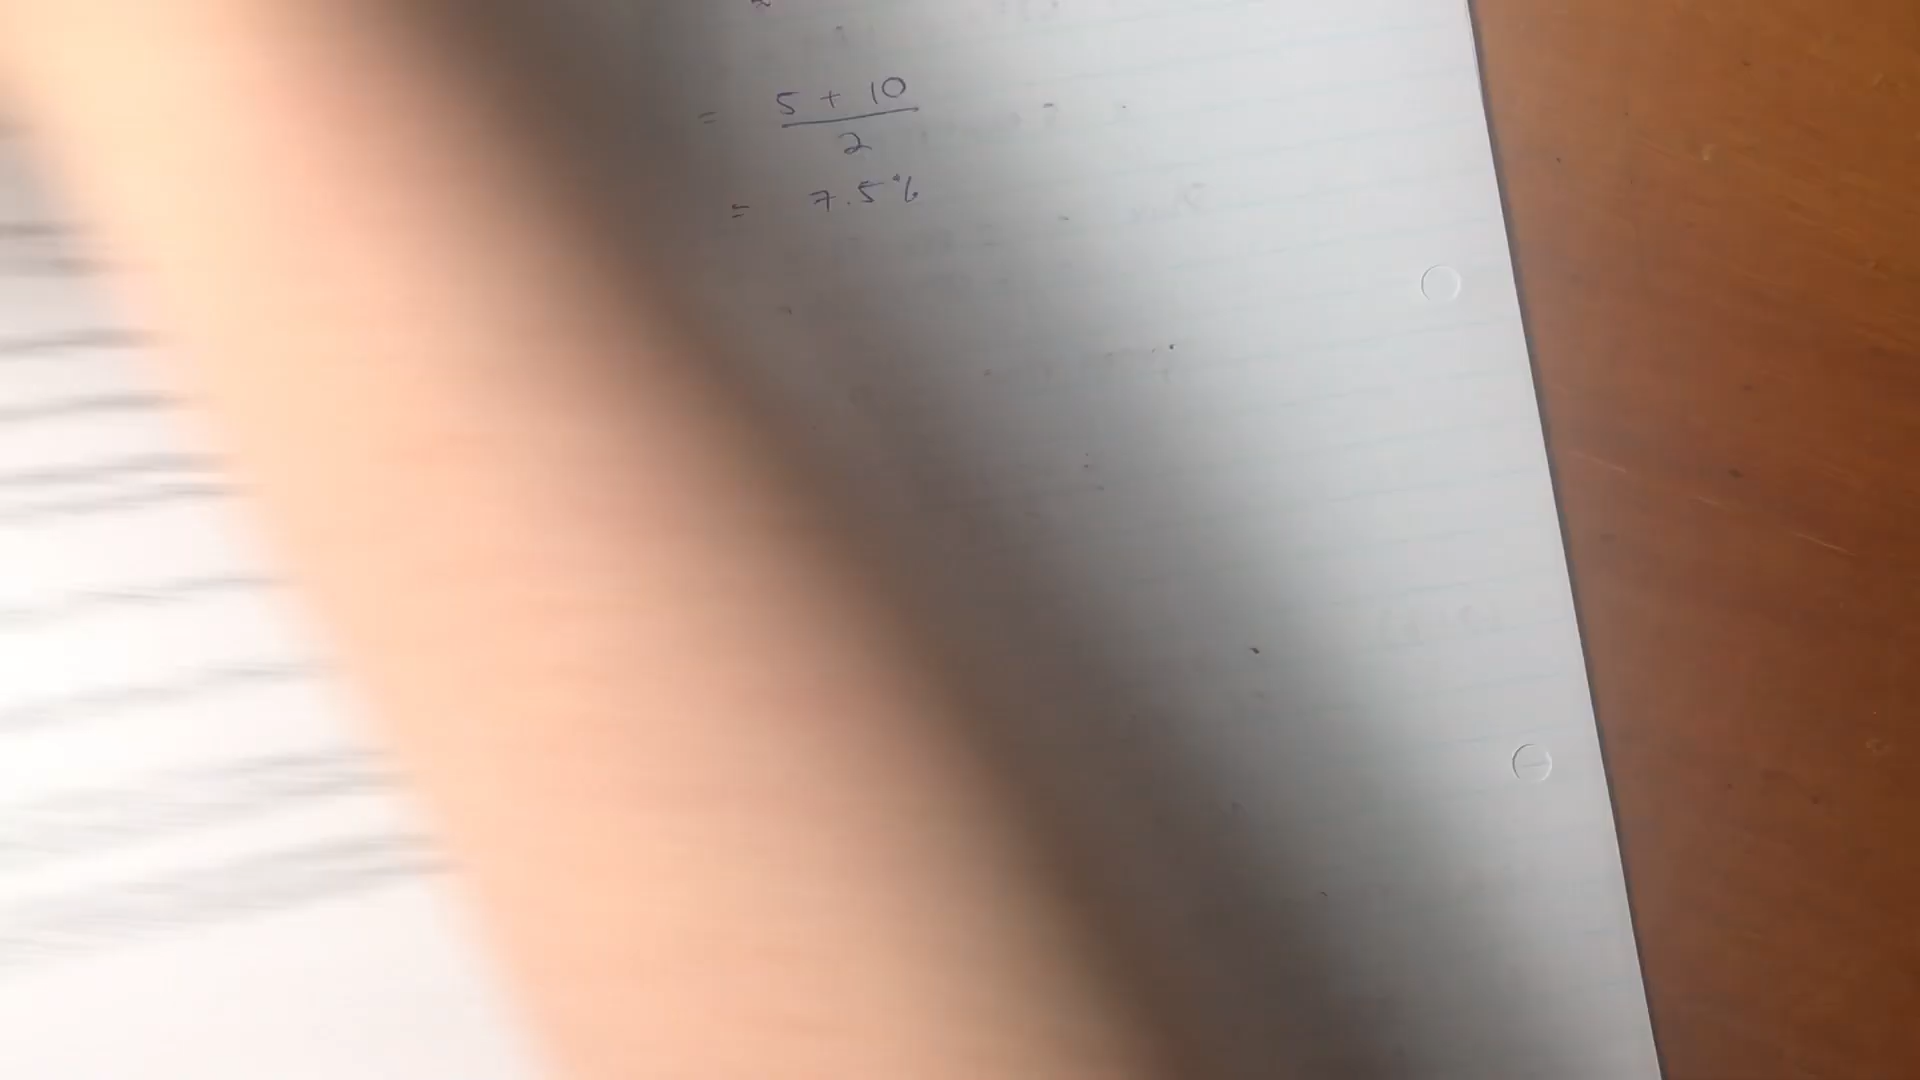 = 5 + 10
2
= 7.5%